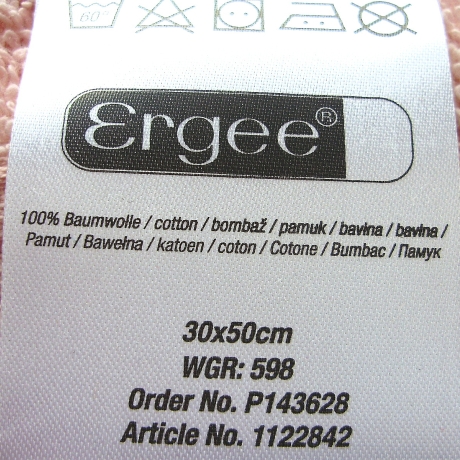 60°
Ergee®
100% Baumwolle / cotton / bombaž / pamuk / bavlna / bavlna /
Pamut / Bawełna / katoen / coton / Cotone / Bumbac / Памук
30x50cm
WGR: 598
Order No. P143628
Article No. 1122842